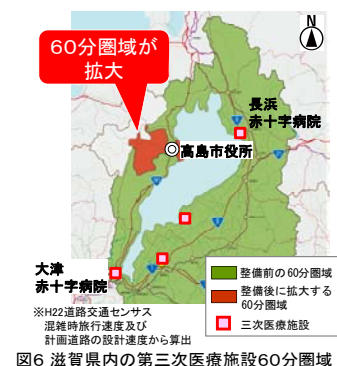 60分圏域が
拡大
N
長浜
赤十字病院
高島市役所
大津
赤十字病院
整備前の60分圏域
整備後に拡大する
60分圏域
三次医療施設
※H22道路交通センサス
混雑時旅行速度及び
計画道路の設計速度から算出
図6 滋賀県内の第三次医療施設60分圏域